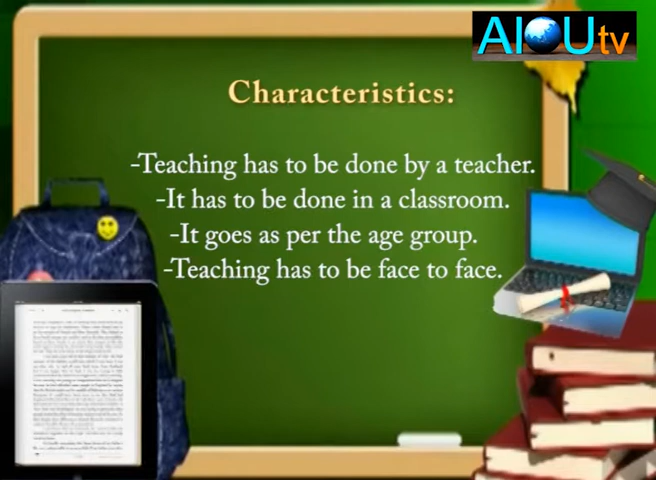 AIOUtv
Characteristics:
-Teaching has to be done by a teacher.
-It has to be done in a classroom.
-It goes as per the age group.
-Teaching has to be face to face.